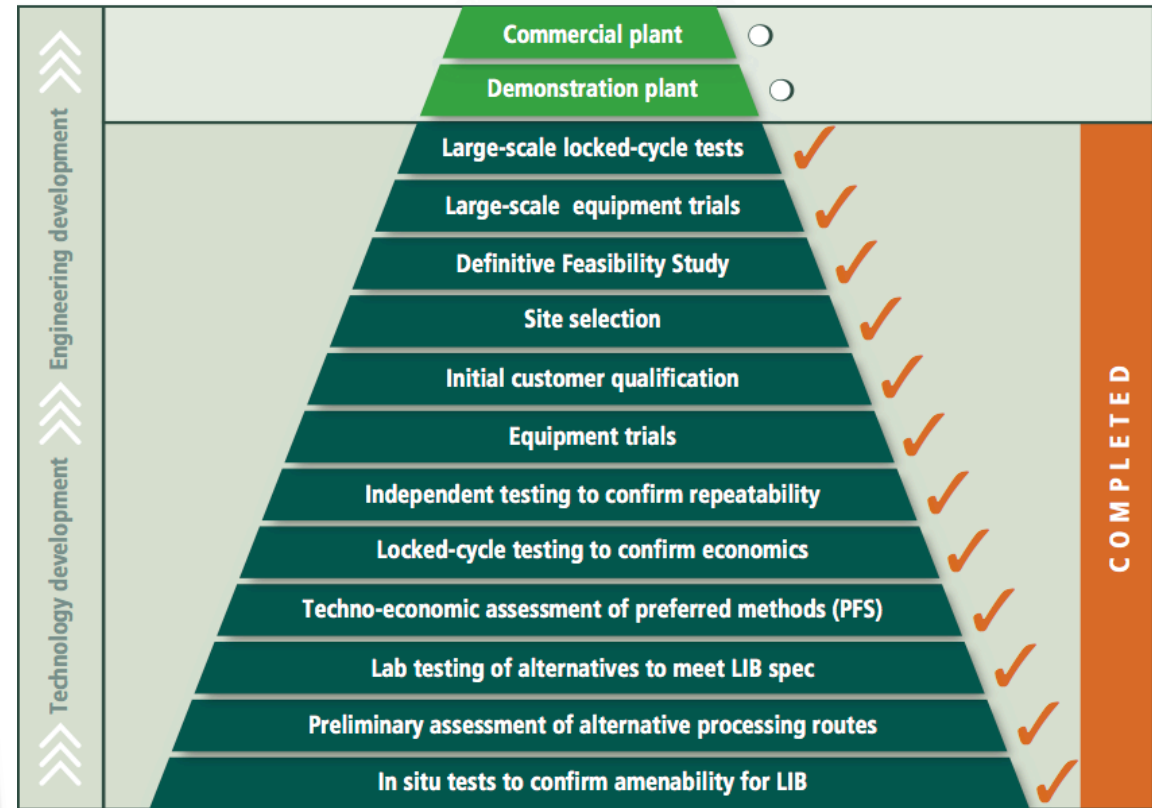 Commercial plant
Demonstration plant
Large-scale locked-cycle tests
Large-scale equipment trials
Definitive Feasibility Study
Site selection
Initial customer qualification
Equipment trials
Independent testing to confirm repeatability
Locked-cycle testing to confirm economics
Techno-economic assessment of preferred methods (PFS)
Lab testing of alternatives to meet LIB spec
Preliminary assessment of alternative processing routes
In situ tests to confirm amenability for LIB
Engineering development
Technology development
COMPLETED